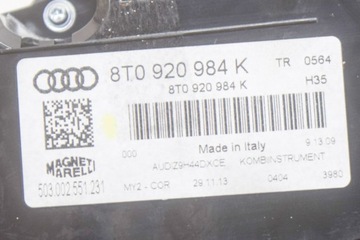 8T0 920 984 K TR 0564
8T0 920 984 K H35
000 Made in Italy 9:13:09
MAGNETI MARELLI AUDIZ9H44DIXOE KOMBIINSTRUMENT
503.002.551.231 MY2 - COR 29.11.13 0404 3980